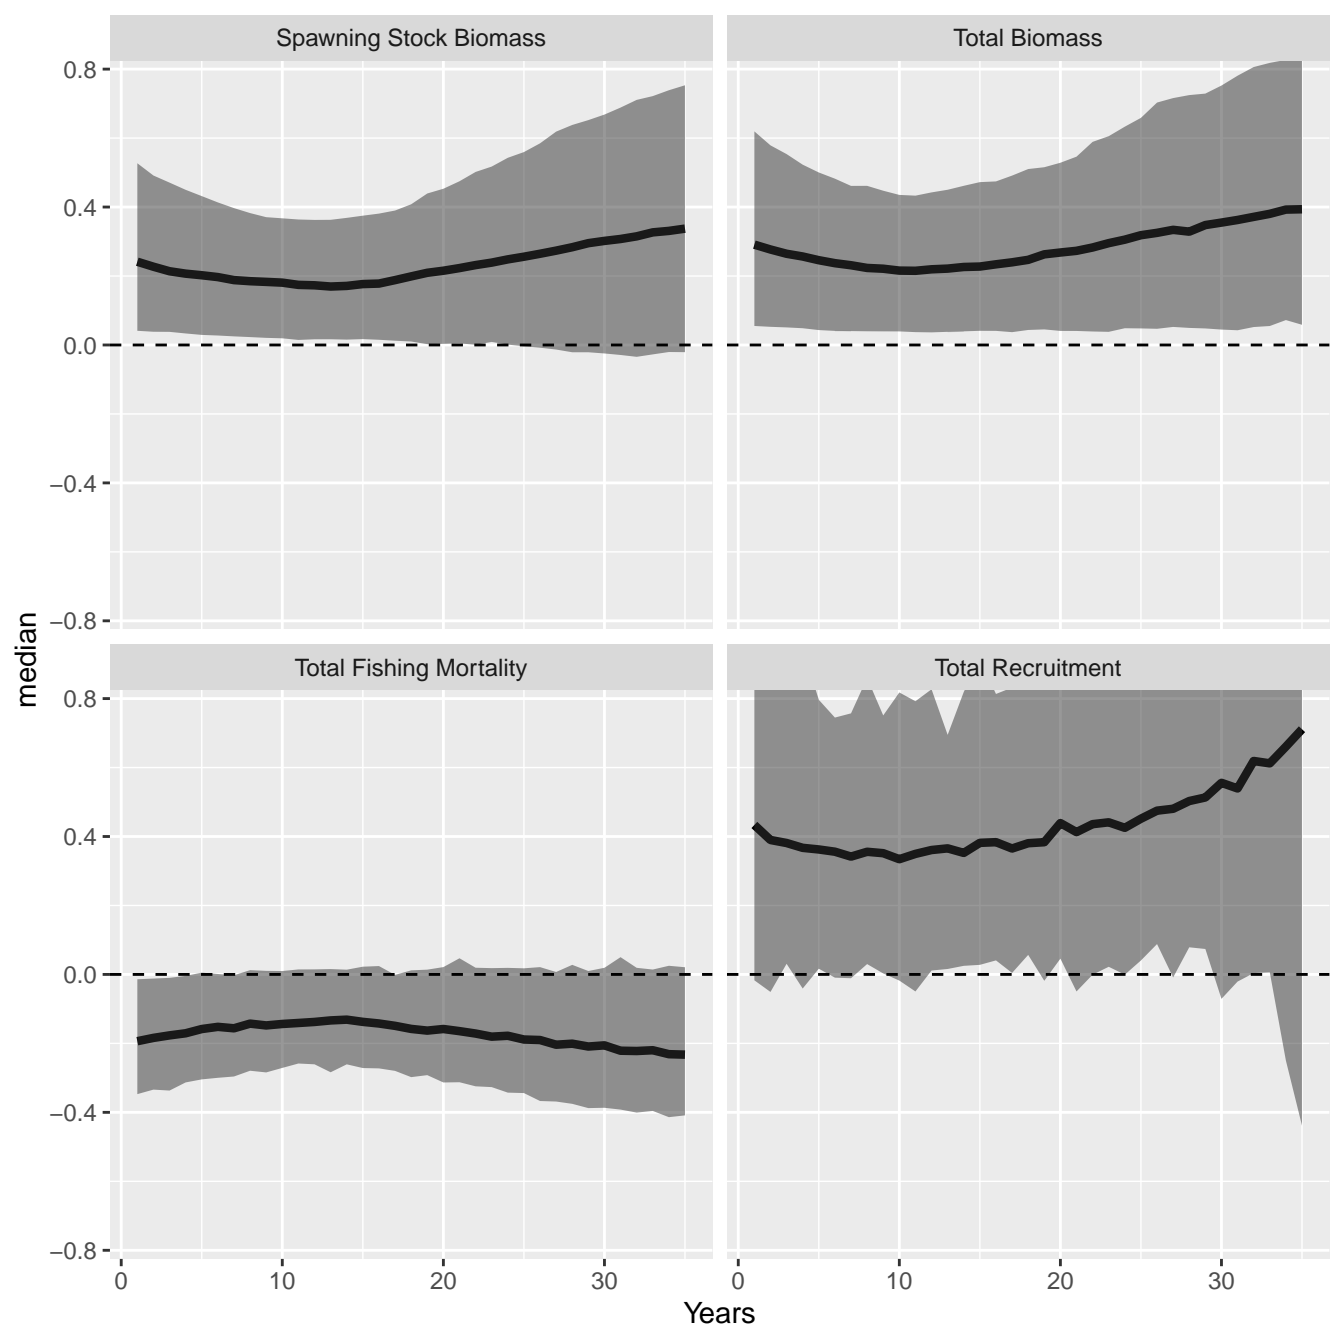 Spawning Stock Biomass
Total Biomass
0.8
0.4
0.0
−0.4
−0.8
median
Total Fishing Mortality
Total Recruitment
0.8
0.4
0.0
−0.4
−0.8
0 10 20 30
0 10 20 30
Years